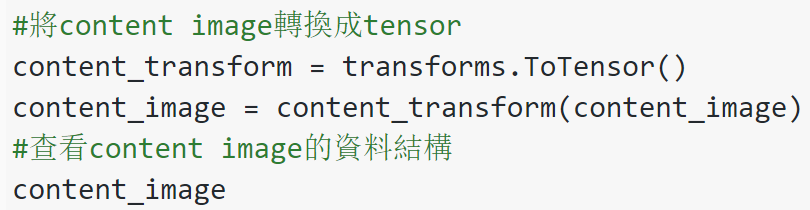 #將content image轉換成tensor
content_transform = transforms.ToTensor()
content_image = content_transform(content_image)
#查看content image的資料結構
content_image